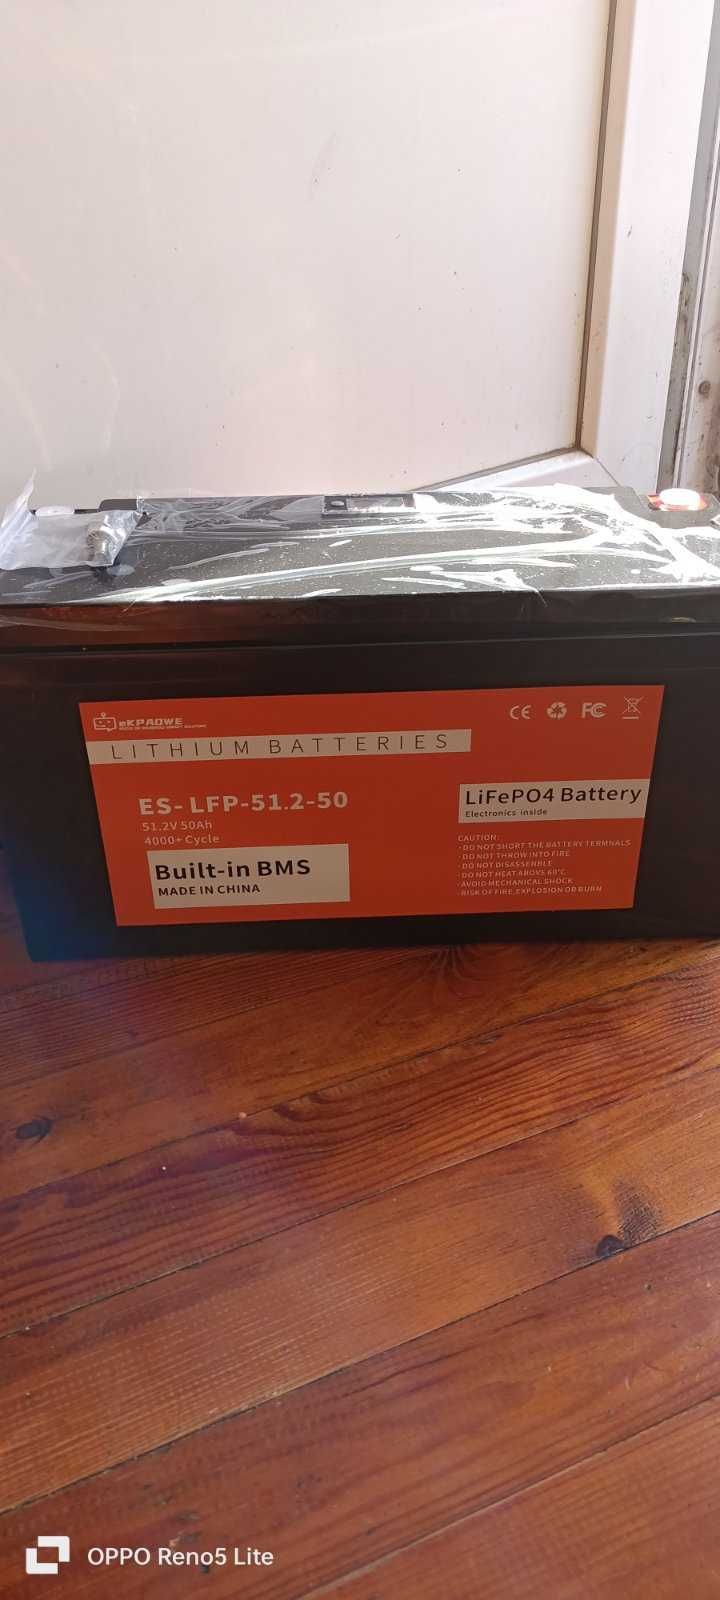 eKPAOWE
LITHIUM BATTERIES
CE FC
ES-LFP-51.2-50
51.2V 50Ah
4000+ Cycle
Built-in BMS
MADE IN CHINA
LiFePO4 Battery
Electronics inside
CAUTION:
·DO NOT SHORT THE BATTERY TERMNALS
·DO NOT THROW INTO FIRE
·DO NOT DISASSENBLE
·DO NOT HEAT ABOVE 60°C
·AVOID MECHANICAL SHOCK
·RISK OF FIRE,EXPLOSION OR BURN
OPPO Reno5 Lite